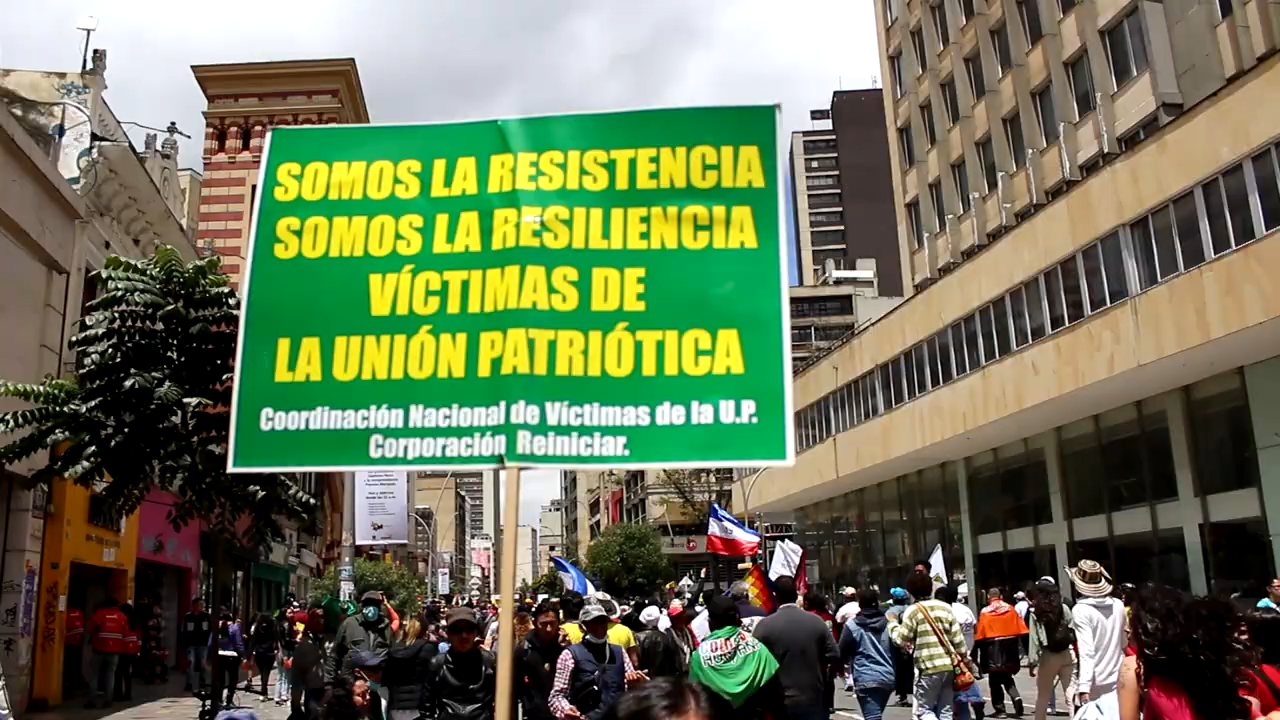 SOMOS LA RESISTENCIA
SOMOS LA RESILIENCIA
VÍCTIMAS DE
LA UNIÓN PATRIÓTICA
Coordinación Nacional de Víctimas de la U.P.
Corporación Reiniciar.